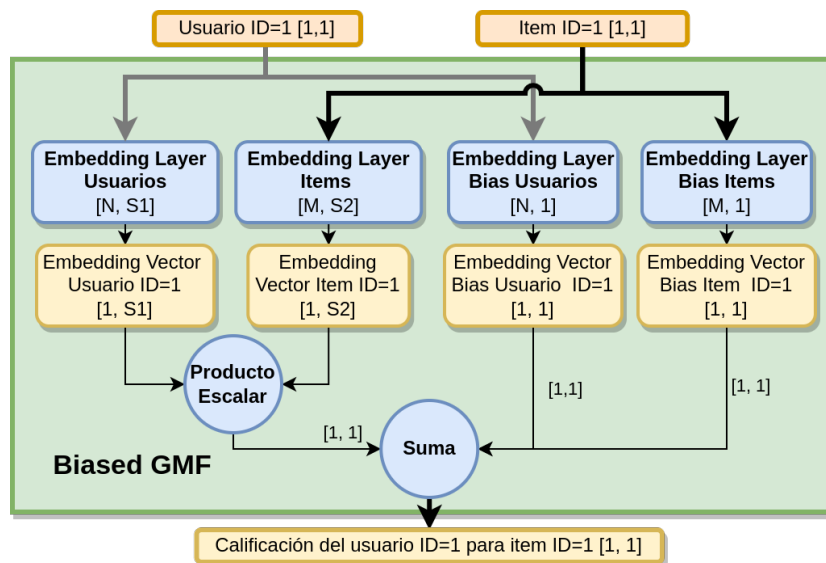 Usuario ID=1 [1,1]
Item ID=1 [1,1]
Embedding Layer
Usuarios
[N, S1]
Embedding Layer
Items
[M, S2]
Embedding Layer
Bias Usuarios
[N, 1]
Embedding Layer
Bias Items
[M, 1]
Embedding Vector
Usuario ID=1
[1, S1]
Embedding
Vector Item ID=1
[1, S2]
Embedding Vector
Bias Usuario ID=1
[1, 1]
Embedding Vector
Bias Item ID=1
[1, 1]
Producto
Escalar
[1,1]
[1, 1]
[1, 1]
Suma
Biased GMF
Calificación del usuario ID=1 para item ID=1 [1, 1]